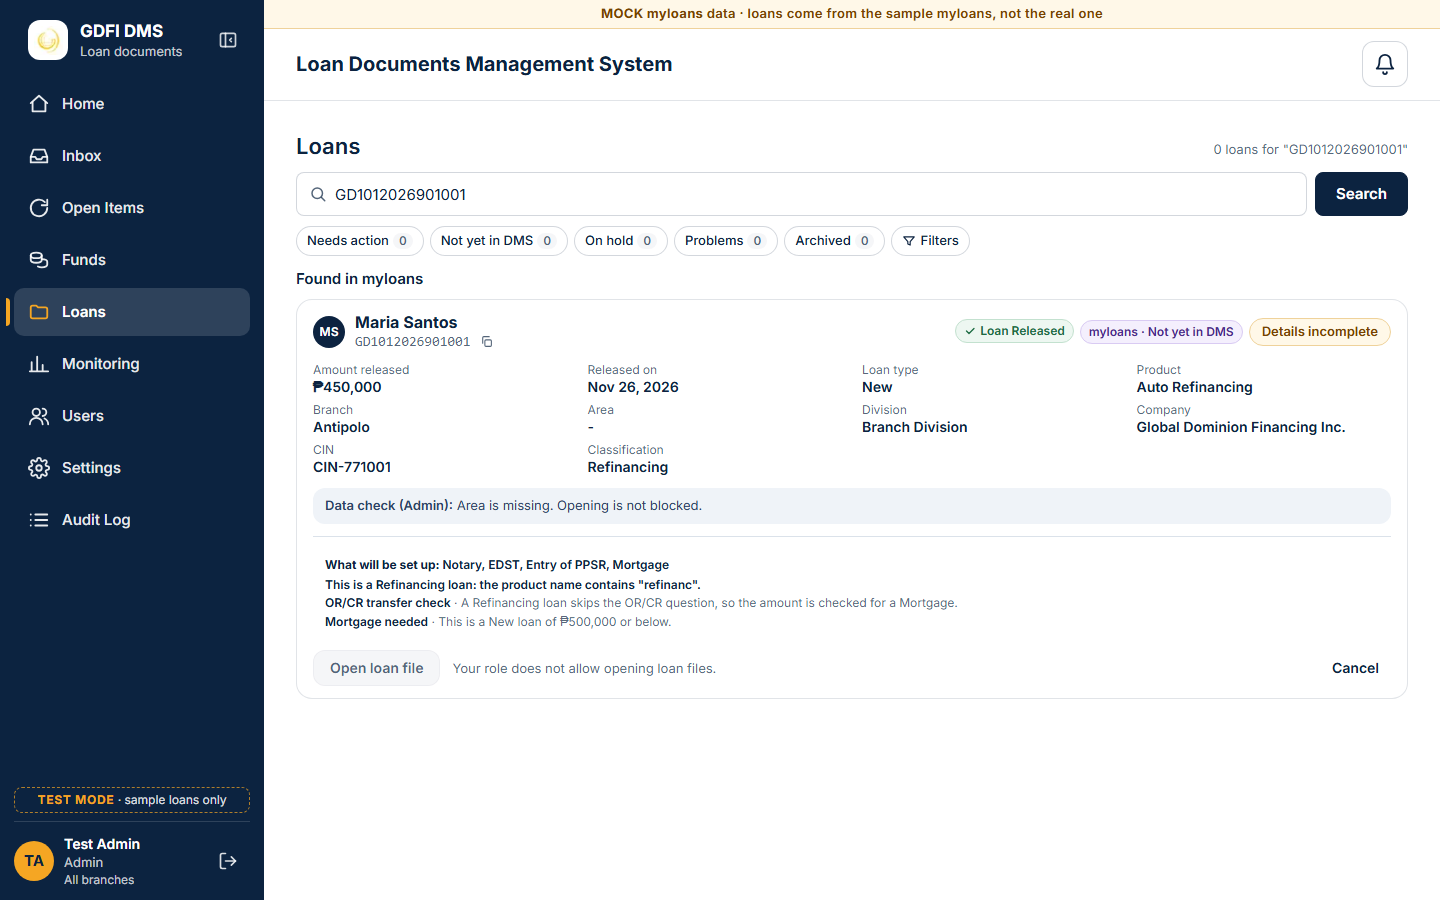 GDFI DMS
Loan documents
Home
Inbox
Open Items
Funds
Loans
Monitoring
Users
Settings
Audit Log
TEST MODE · sample loans only
TA
Test Admin
Admin
All branches
MOCK myloans data · loans come from the sample myloans, not the real one
Loan Documents Management System
Loans
0 loans for "GD1012026901001"
GD1012026901001
Search
Needs action 0
Not yet in DMS 0
On hold 0
Problems 0
Archived 0
Filters
Found in myloans
MS
Maria Santos
GD1012026901001
Loan Released
myloans · Not yet in DMS
Details incomplete
Amount released
₱450,000
Released on
Nov 26, 2026
Loan type
New
Product
Auto Refinancing
Branch
Antipolo
Area
-
Division
Branch Division
Company
Global Dominion Financing Inc.
CIN
CIN-771001
Classification
Refinancing
Data check (Admin): Area is missing. Opening is not blocked.
What will be set up: Notary, EDST, Entry of PPSR, Mortgage
This is a Refinancing loan: the product name contains "refinanc".
OR/CR transfer check · A Refinancing loan skips the OR/CR question, so the amount is checked for a Mortgage.
Mortgage needed · This is a New loan of ₱500,000 or below.
Open loan file
Your role does not allow opening loan files.
Cancel